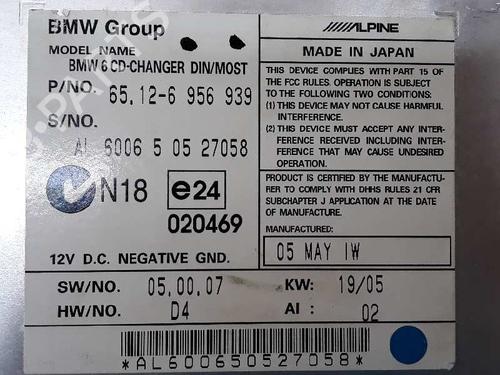 BMW Group
ALPINE
MODEL NAME
BMW 6 CD-CHANGER DIN/MOST
MADE IN JAPAN
P/NO. 65.12-6 956 939
S/NO.
AL 6006 5 05 27058
THIS DEVICE COMPLIES WITH PART 15 OF
THE FCC RULES. OPERATION IS SUBJECT
TO THE FOLLOWING TWO CONDITIONS:
(1) THIS DEVICE MAY NOT CAUSE HARMFUL
INTERFERENCE.
(2) THIS DEVICE MUST ACCEPT ANY INTERFER-
ENCE RECEIVED, INCLUDING INTERFER-
ENCE THAT MAY CAUSE UNDESIRED
OPERATION.
N18 e24
020469
PRODUCT IS CERTIFIED BY THE MANUFACTU-
RER TO COMPLY WITH DHHS RULES 21 CFR
SUBCHAPTER J APPLICATION AT THE DATE
OF MANUFACTURE.
MANUFACTURED:
05 MAY IW
12V D.C. NEGATIVE GND.
SW/NO. 05.00.07 KW: 19/05
HW/NO. D4 AI: 02
*AL600650527058*